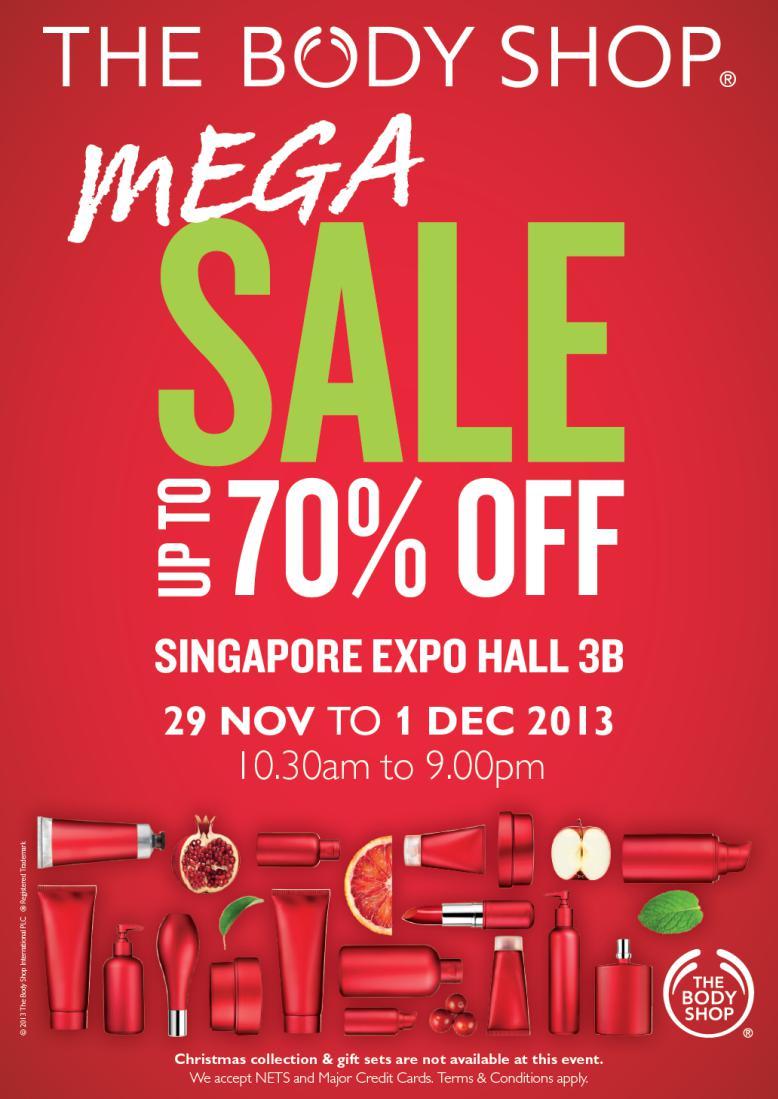 THE BODY SHOP®
mEGA
SALE
UP TO 70% OFF
SINGAPORE EXPO HALL 3B
29 NOV TO 1 DEC 2013
10.30am to 9.00pm
© 2013 The Body Shop International PLC ® Registered Trademark
THE
BODY
SHOP®
Christmas collection & gift sets are not available at this event.
We accept NETS and Major Credit Cards. Terms & Conditions apply.